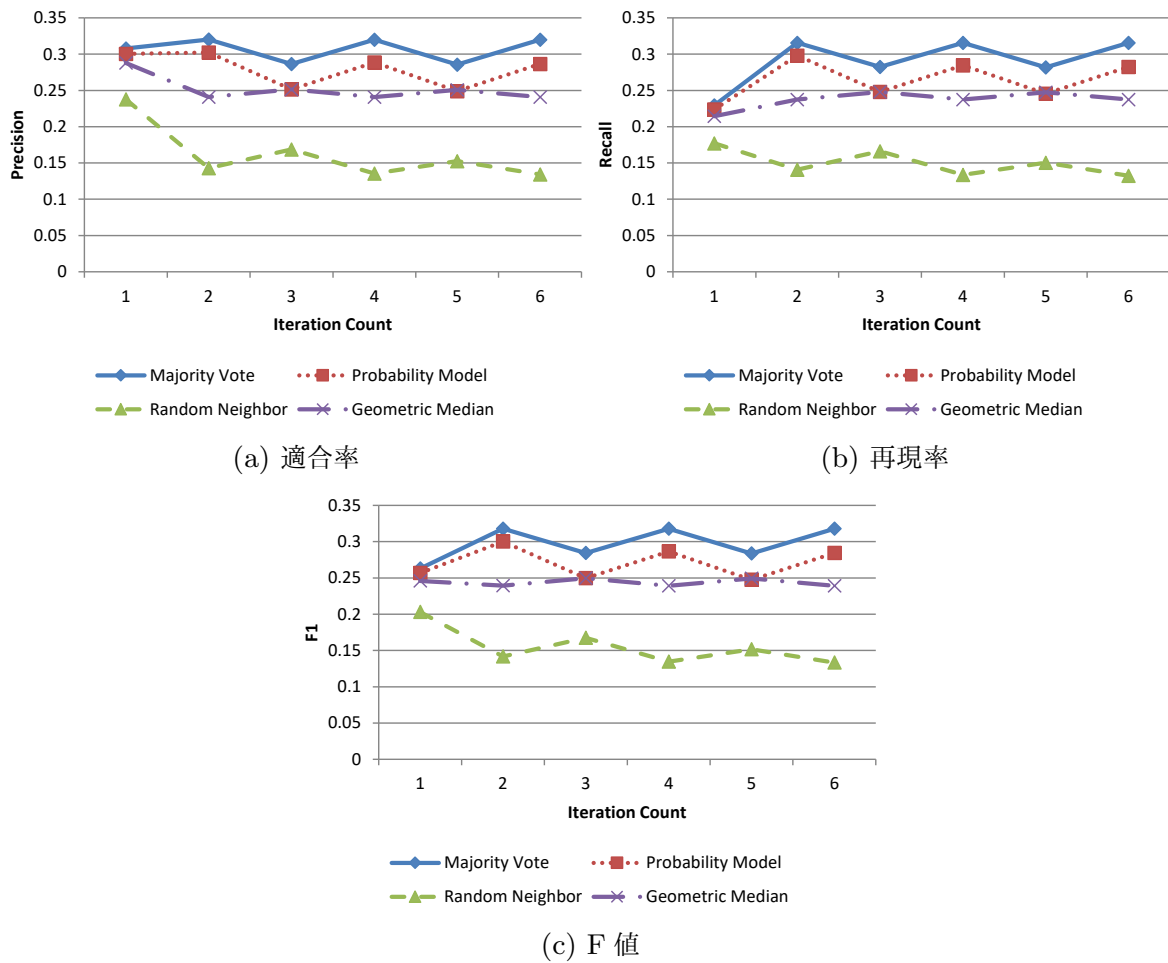 0.35
0.3
0.25
0.2
0.15
0.1
0.05
0
Precision
1 2 3 4 5 6
Iteration Count
Majority Vote Probability Model
Random Neighbor Geometric Median
(a) 適合率
0.35
0.3
0.25
0.2
0.15
0.1
0.05
0
Recall
1 2 3 4 5 6
Iteration Count
Majority Vote Probability Model
Random Neighbor Geometric Median
(b) 再現率
0.35
0.3
0.25
0.2
0.15
0.1
0.05
0
F1
1 2 3 4 5 6
Iteration Count
Majority Vote Probability Model
Random Neighbor Geometric Median
(c) F 値